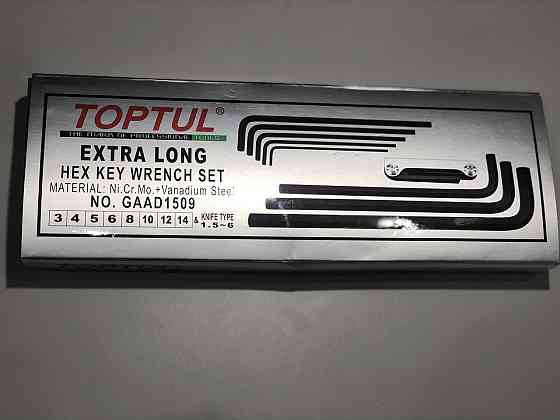 TOPTUL®
THE MARK OF PROFESSIONAL TOOLS
EXTRA LONG
HEX KEY WRENCH SET
MATERIAL: Ni.Cr.Mo.+Vanadium Steel
NO. GAAD1509
3 4 5 6 8 10 12 14 & KNIFE TYPE 1.5~6